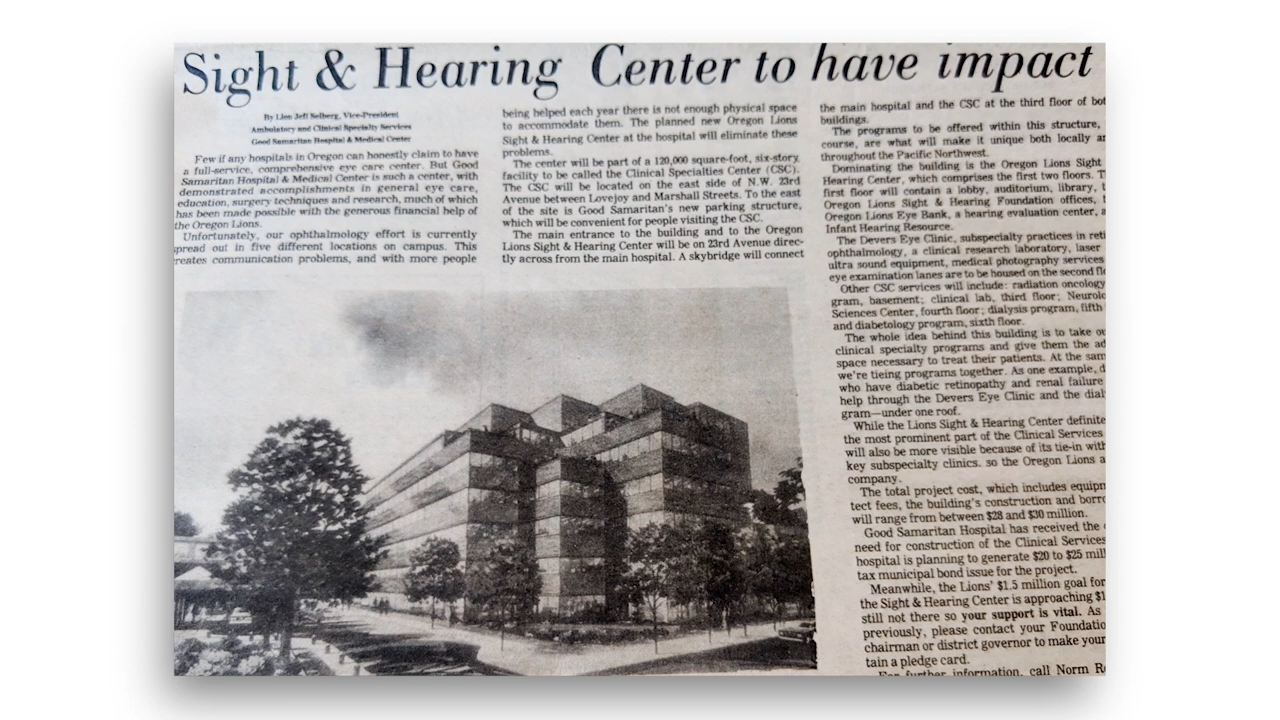 Sight & Hearing Center to have impact
By Lion Jeff Selberg, Vice-President
Ambulatory and Clinical Specialty Services
Good Samaritan Hospital & Medical Center
Few if any hospitals in Oregon can honestly claim to have
a full-service, comprehensive eye care center. But Good
Samaritan Hospital & Medical Center is such a center, with
demonstrated accomplishments in general eye care,
education, surgery techniques and research, much of which
has been made possible with the generous financial help of
the Oregon Lions.
Unfortunately, our ophthalmology effort is currently
spread out in five different locations on campus. This
reates communication problems, and with more people
being helped each year there is not enough physical space
to accommodate them. The planned new Oregon Lions
Sight & Hearing Center at the hospital will eliminate these
problems.
The center will be part of a 120,000 square-foot, six-story
facility to be called the Clinical Specialties Center (CSC).
The CSC will be located on the east side of N.W. 23rd
Avenue between Lovejoy and Marshall Streets. To the east
of the site is Good Samaritan's new parking structure,
which will be convenient for people visiting the CSC.
The main entrance to the building and to the Oregon
Lions Sight & Hearing Center will be on 23rd Avenue direc-
tly across from the main hospital. A skybridge will connect
the main hospital and the CSC at the third floor of bot
buildings.
The programs to be offered within this structure,
course, are what will make it unique both locally a
throughout the Pacific Northwest.
Dominating the building is the Oregon Lions Sight
Hearing Center, which comprises the first two floors. T
first floor will contain a lobby, auditorium, library, t
Oregon Lions Sight & Hearing Foundation offices, t
Oregon Lions Eye Bank, a hearing evaluation center, a
Infant Hearing Resource.
The Devers Eye Clinic, subspecialty practices in reti
ophthalmology, a clinical research laboratory, laser
ultra sound equipment, medical photography services
eye examination lanes are to be housed on the second fl
Other CSC services will include: radiation oncology
gram, basement; clinical lab, third floor; Neurolo
Sciences Center, fourth floor; dialysis program, fifth
and diabetology program, sixth floor.
The whole idea behind this building is to take ou
clinical specialty programs and give them the ad
space necessary to treat their patients. At the sam
we're tieing programs together. As one example, d
who have diabetic retinopathy and renal failure
help through the Devers Eye Clinic and the dial
gram—under one roof.
While the Lions Sight & Hearing Center definite
the most prominent part of the Clinical Services
will also be more visible because of its tie-in with
key subspecialty clinics. so the Oregon Lions a
company.
The total project cost, which includes equipm
tect fees, the building's construction and borro
will range from between $28 and $30 million.
Good Samaritan Hospital has received the
need for construction of the Clinical Services
hospital is planning to generate $20 to $25 mill
tax municipal bond issue for the project.
Meanwhile, the Lions' $1.5 million goal for
the Sight & Hearing Center is approaching $1
still not there so your support is vital. As
previously, please contact your Foundatio
chairman or district governor to make your
tain a pledge card.
For further information, call Norm R